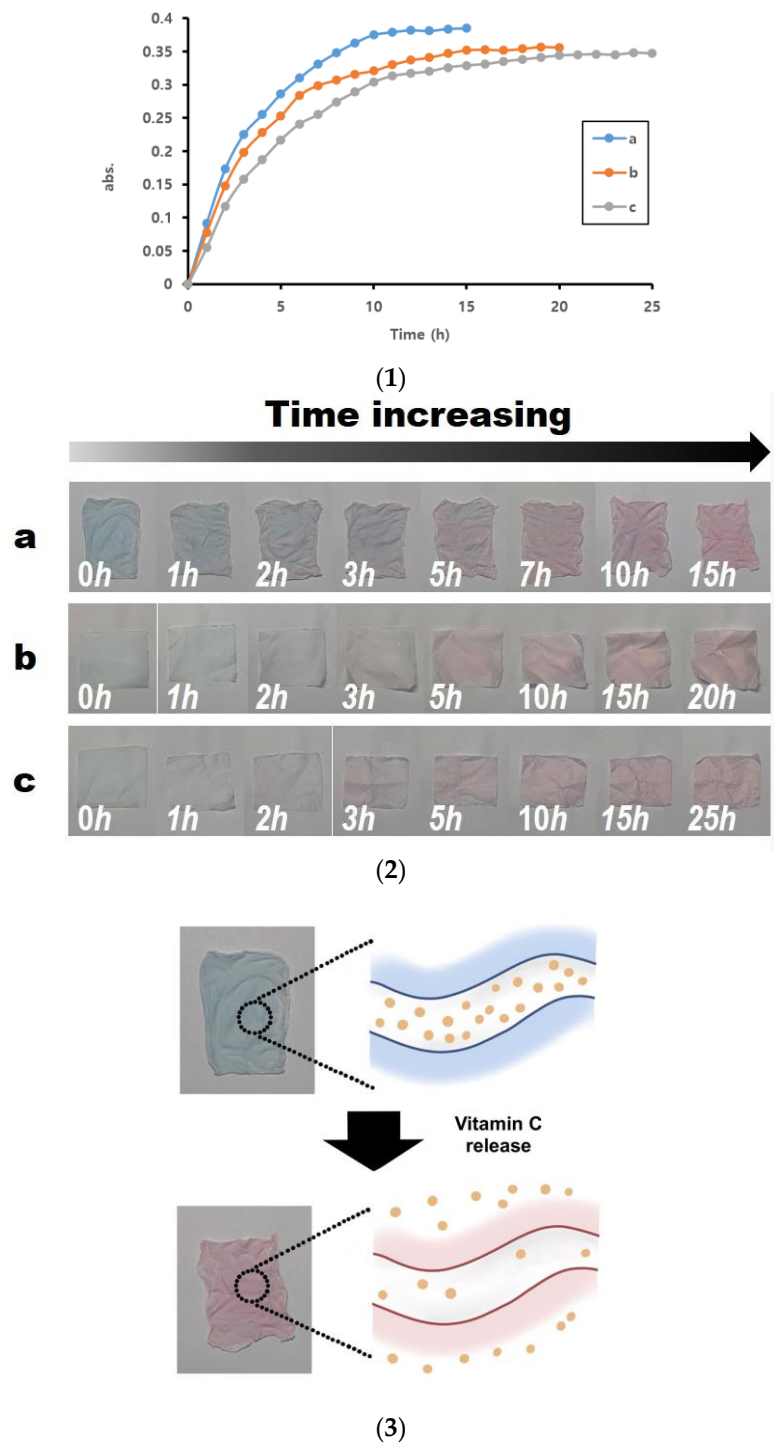 0.4
0.35
0.3
0.25
0.2
0.15
0.1
0.05
0
abs.
0 5 10 15 20 25
Time (h)
a
b
c
(1)
Time increasing
a
0h 1h 2h 3h 5h 7h 10h 15h
b
0h 1h 2h 3h 5h 10h 15h 20h
c
0h 1h 2h 3h 5h 10h 15h 25h
(2)
Vitamin C
release
(3)